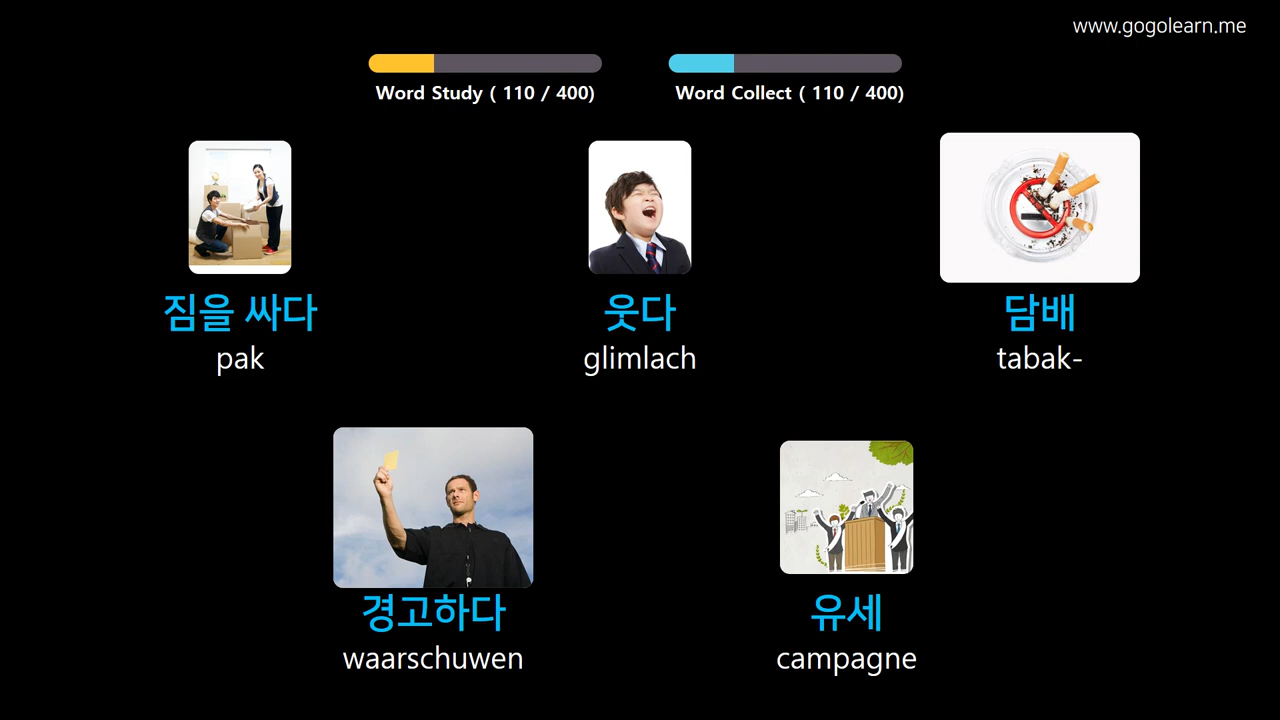 www.gogolearn.me
Word Study ( 110 / 400)
Word Collect ( 110 / 400)
짐을 싸다
pak
웃다
glimlach
담배
tabak-
경고하다
waarschuwen
유세
campagne